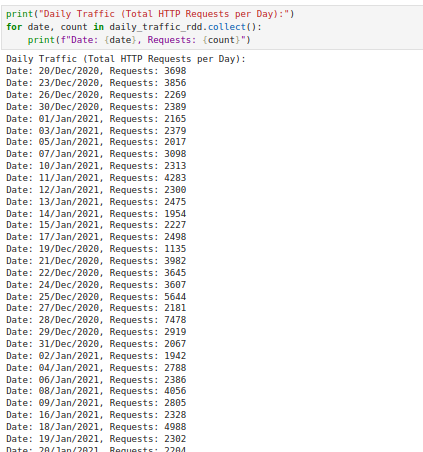 print("Daily Traffic (Total HTTP Requests per Day):")
for date, count in daily_traffic_rdd.collect():
    print(f"Date: {date}, Requests: {count}")
Daily Traffic (Total HTTP Requests per Day):
Date: 20/Dec/2020, Requests: 3698
Date: 23/Dec/2020, Requests: 3856
Date: 26/Dec/2020, Requests: 2269
Date: 30/Dec/2020, Requests: 2389
Date: 01/Jan/2021, Requests: 2165
Date: 03/Jan/2021, Requests: 2379
Date: 05/Jan/2021, Requests: 2017
Date: 07/Jan/2021, Requests: 3098
Date: 10/Jan/2021, Requests: 2313
Date: 11/Jan/2021, Requests: 4283
Date: 12/Jan/2021, Requests: 2300
Date: 13/Jan/2021, Requests: 2475
Date: 14/Jan/2021, Requests: 1954
Date: 15/Jan/2021, Requests: 2227
Date: 17/Jan/2021, Requests: 2498
Date: 19/Dec/2020, Requests: 1135
Date: 21/Dec/2020, Requests: 3982
Date: 22/Dec/2020, Requests: 3645
Date: 24/Dec/2020, Requests: 3607
Date: 25/Dec/2020, Requests: 5644
Date: 27/Dec/2020, Requests: 2181
Date: 28/Dec/2020, Requests: 7478
Date: 29/Dec/2020, Requests: 2919
Date: 31/Dec/2020, Requests: 2067
Date: 02/Jan/2021, Requests: 1942
Date: 04/Jan/2021, Requests: 2788
Date: 06/Jan/2021, Requests: 2386
Date: 08/Jan/2021, Requests: 4056
Date: 09/Jan/2021, Requests: 2805
Date: 16/Jan/2021, Requests: 2328
Date: 18/Jan/2021, Requests: 4988
Date: 19/Jan/2021, Requests: 2302
Date: 20/Jan/2021, Requests: 2204